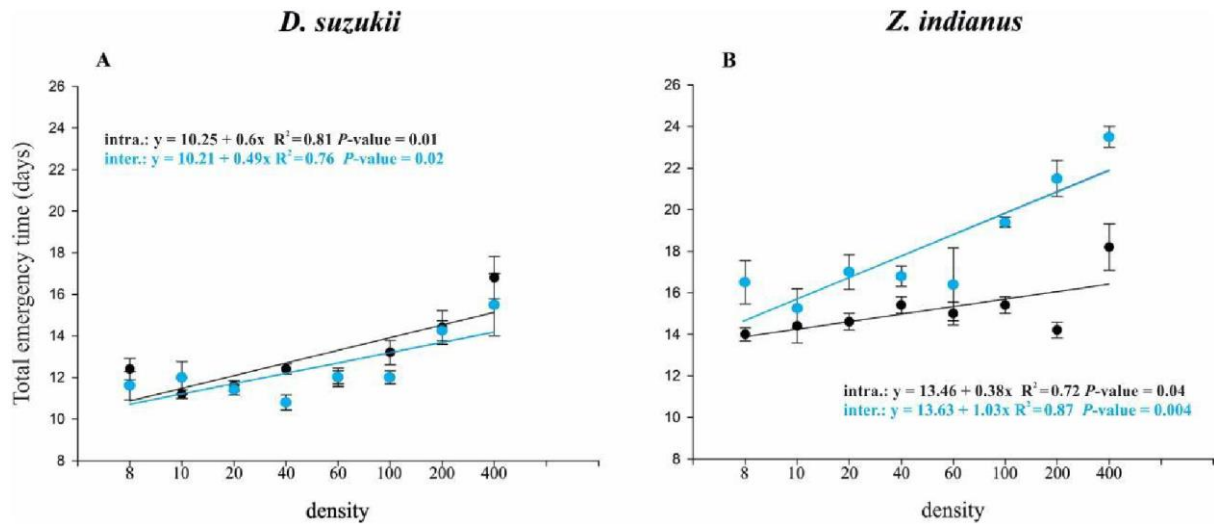 D. suzukii
Z. indianus
A
26
24
22
20
18
16
14
12
10
8
intra.: y = 10.25 + 0.6x R²=0.81 P-value = 0.01
inter.: y = 10.21 + 0.49x R²=0.76 P-value = 0.02
Total emergency time (days)
8 10 20 40 60 100 200 400
density
B
26
24
22
20
18
16
14
12
10
8
intra.: y = 13.46 + 0.38x R²=0.72 P-value = 0.04
inter.: y = 13.63 + 1.03x R²=0.87 P-value = 0.004
8 10 20 40 60 100 200 400
density